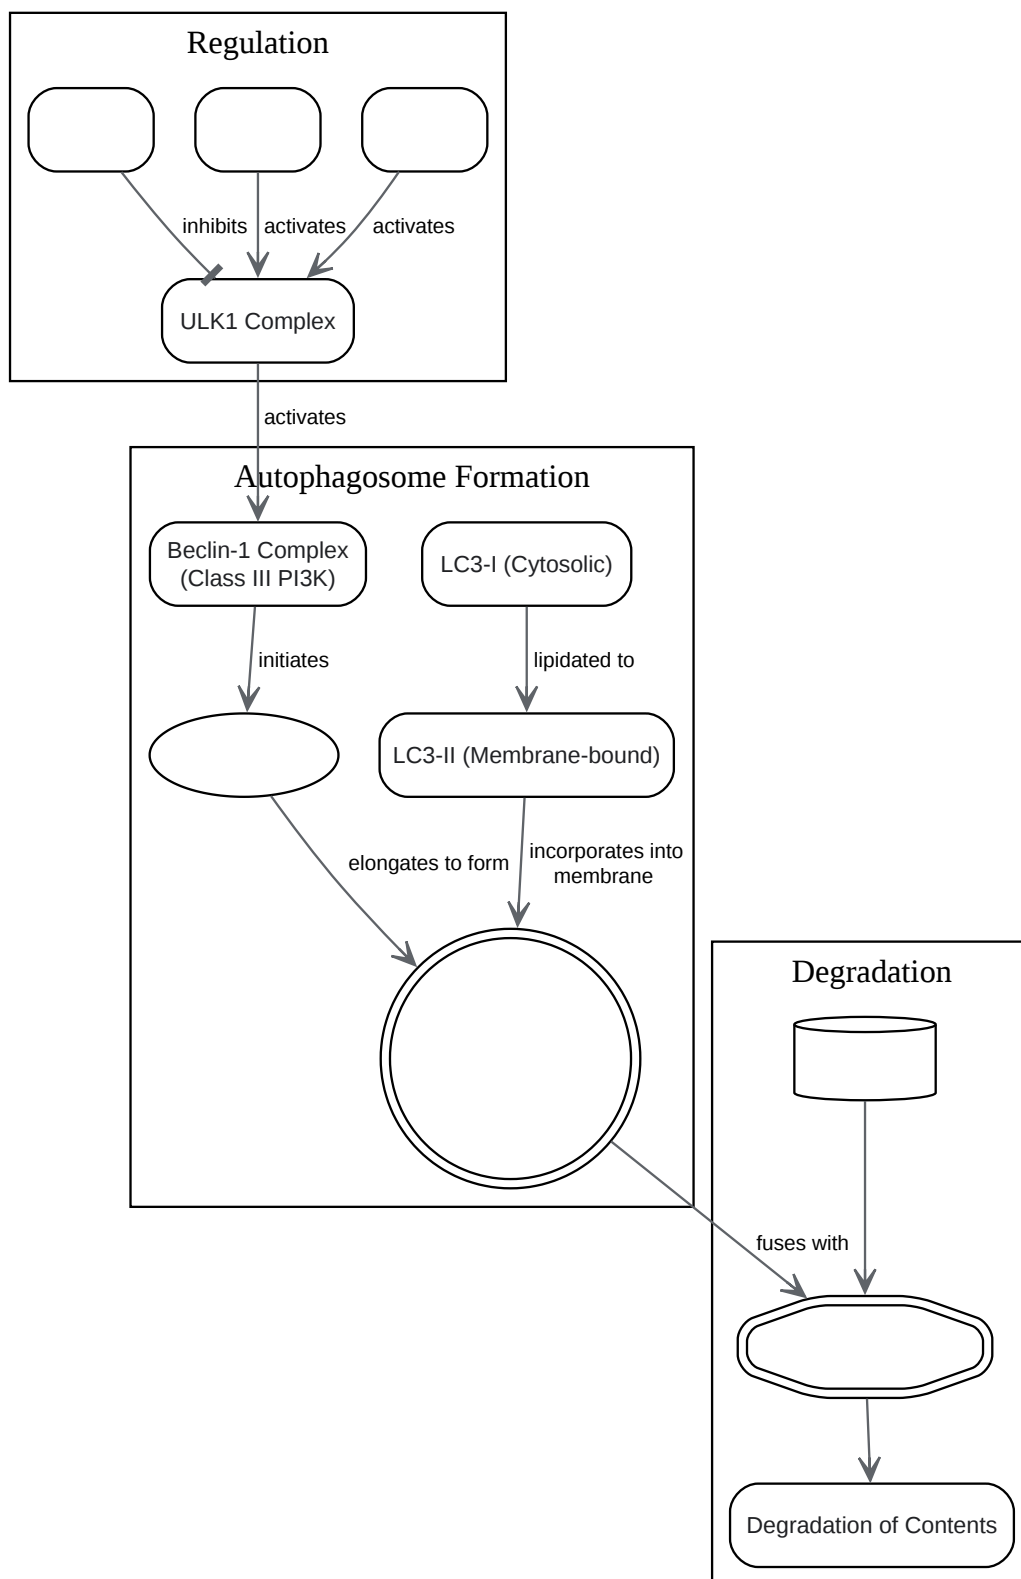 Regulation
inhibits
activates
activates
ULK1 Complex
activates
Autophagosome Formation
Beclin-1 Complex
(Class III PI3K)
LC3-I (Cytosolic)
initiates
lipidated to
LC3-II (Membrane-bound)
elongates to form
incorporates into
membrane
Degradation
fuses with
Degradation of Contents